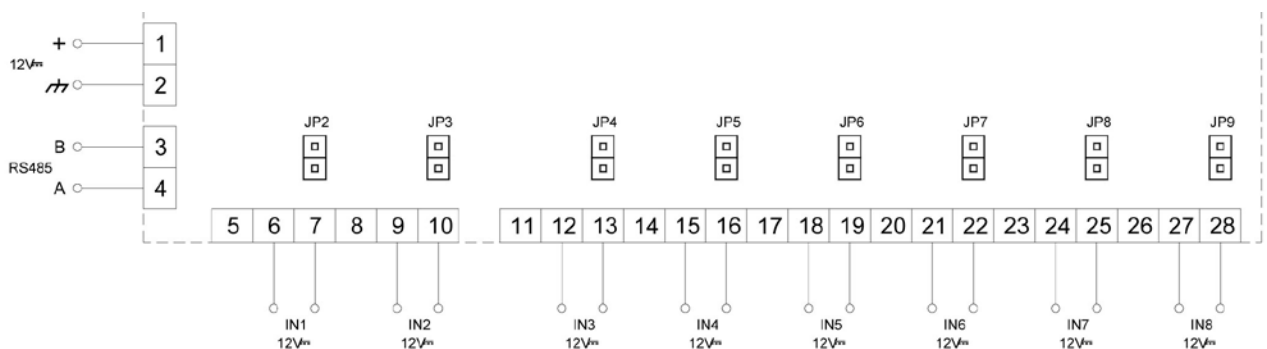 + 1
12V
2
JP2 JP3 JP4 JP5 JP6 JP7 JP8 JP9
B 3
RS485
A 4
5 6 7 8 9 10 11 12 13 14 15 16 17 18 19 20 21 22 23 24 25 26 27 28
IN1 IN2 IN3 IN4 IN5 IN6 IN7 IN8
12V 12V 12V 12V 12V 12V 12V 12V